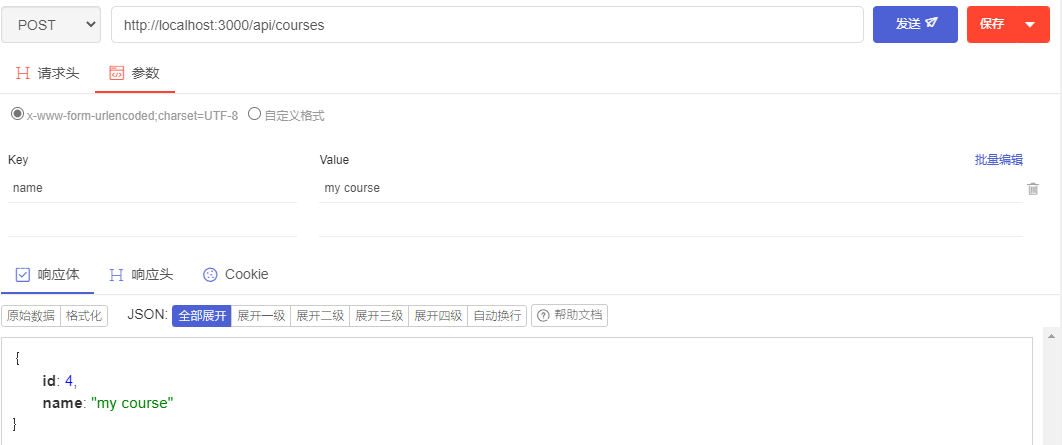 POST http://localhost:3000/api/courses 发送 保存
请求头 参数
x-www-form-urlencoded;charset=UTF-8 自定义格式
Key Value 批量编辑
name my course
响应体 响应头 Cookie
原始数据 格式化 JSON: 全部展开 展开一级 展开二级 展开三级 展开四级 自动换行 帮助文档
{
id: 4,
name: "my course"
}